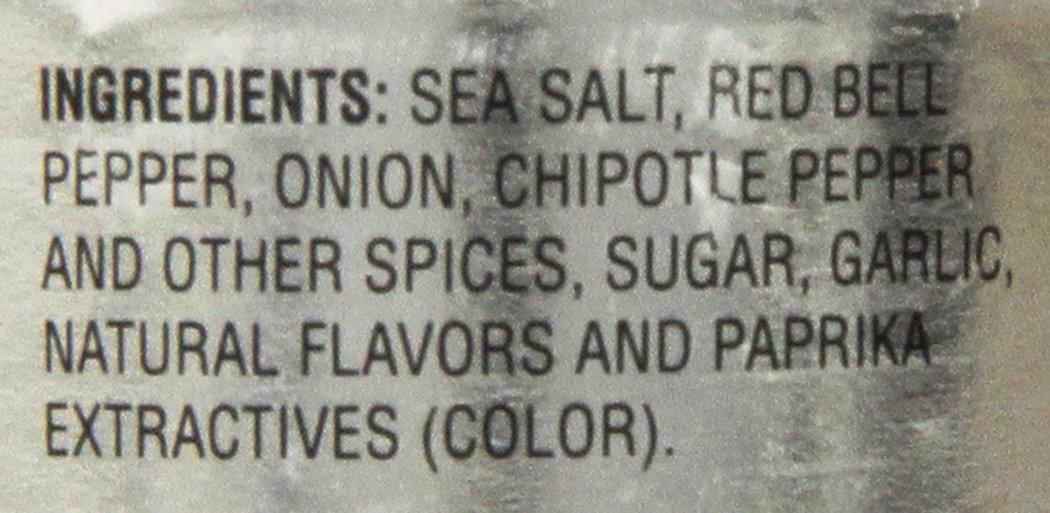 INGREDIENTS: SEA SALT, RED BELL
PEPPER, ONION, CHIPOTLE PEPPER
AND OTHER SPICES, SUGAR, GARLIC,
NATURAL FLAVORS AND PAPRIKA
EXTRACTIVES (COLOR).